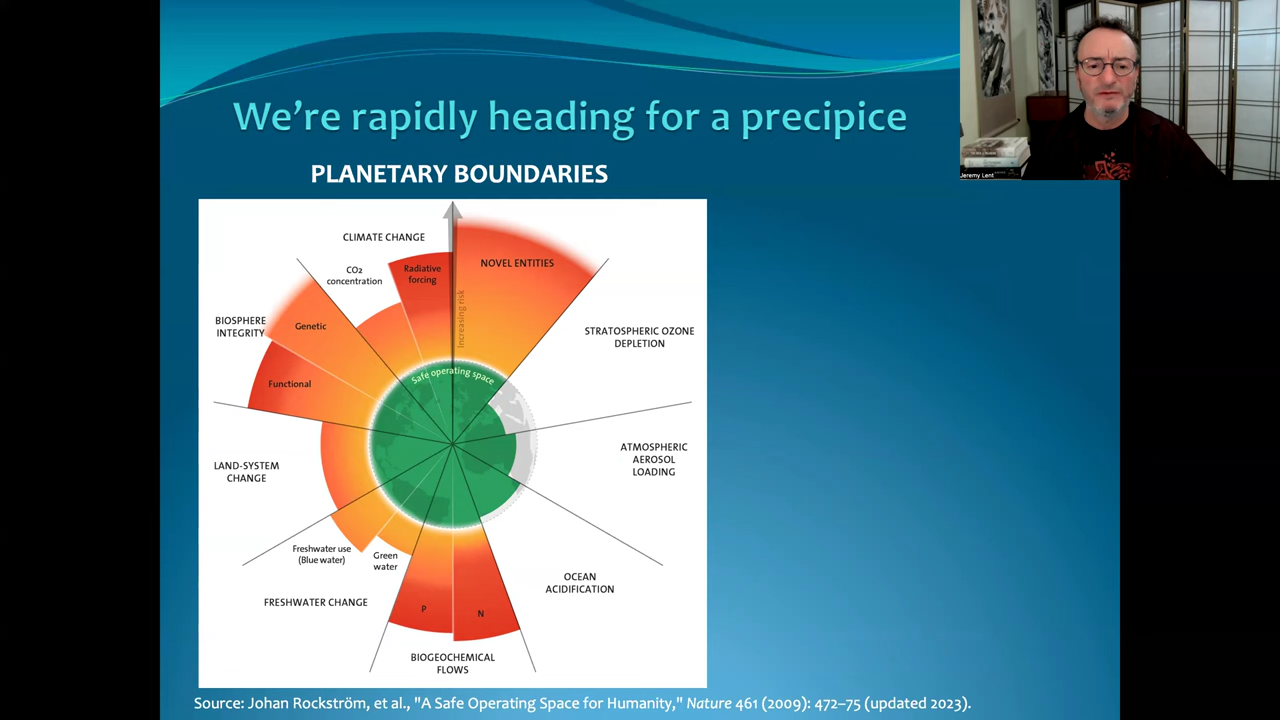 We're rapidly heading for a precipice
PLANETARY BOUNDARIES
CLIMATE CHANGE
NOVEL ENTITIES
CO2
concentration
Radiative
forcing
Increasing risk
BIOSPHERE
INTEGRITY
Genetic
STRATOSPHERIC OZONE
DEPLETION
Functional
Safe operating space
LAND-SYSTEM
CHANGE
ATMOSPHERIC
AEROSOL
LOADING
Freshwater use
(Blue water)
Green
water
FRESHWATER CHANGE
P
N
OCEAN
ACIDIFICATION
BIOGEOCHEMICAL
FLOWS
Source: Johan Rockström, et al., "A Safe Operating Space for Humanity," Nature 461 (2009): 472–75 (updated 2023).
Jeremy Lent